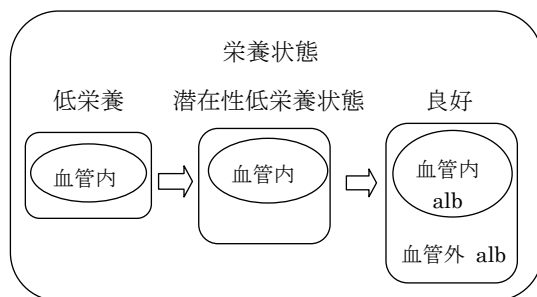 栄養状態
低栄養 潜在性低栄養状態 良好
血管内 血管内 血管内
alb
血管外 alb